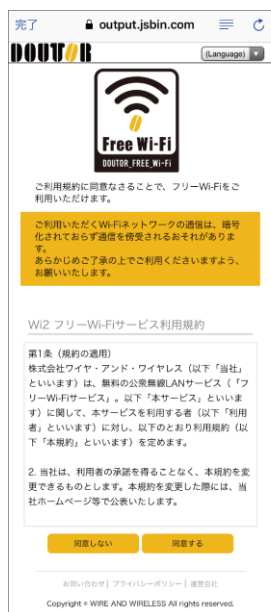 完了
output.jsbin.com
DOUTOR
(Language)
Free Wi-Fi
DOUTOR_FREE_Wi-Fi
ご利用規約に同意なさることで、フリーWi-Fiをご
利用いただけます。
ご利用いただくWi-Fiネットワークの通信は、暗号
化されておらず通信を傍受されるおそれがありま
す。
あらかじめご了承の上でご利用くださいますよう、
お願いいたします。
Wi2 フリーWi-Fiサービス利用規約
第1条（規約の適用）
株式会社ワイヤ・アンド・ワイヤレス（以下「当社」
といいます）は、無料の公衆無線LANサービス（「フ
リーWi-Fiサービス」。以下「本サービス」といいま
す）に関して、本サービスを利用する者（以下「利用
者」といいます）に対し、以下のとおり利用規約（以
下「本規約」といいます）を定めます。
2. 当社は、利用者の承諾を得ることなく、本規約を変
更できるものとします。本規約を変更した際には、当
社ホームページ等で公表いたします。
同意しない
同意する
お問い合わせ│プライバシーポリシー│運営会社
Copyright © WIRE AND WIRELESS All rights reserved.